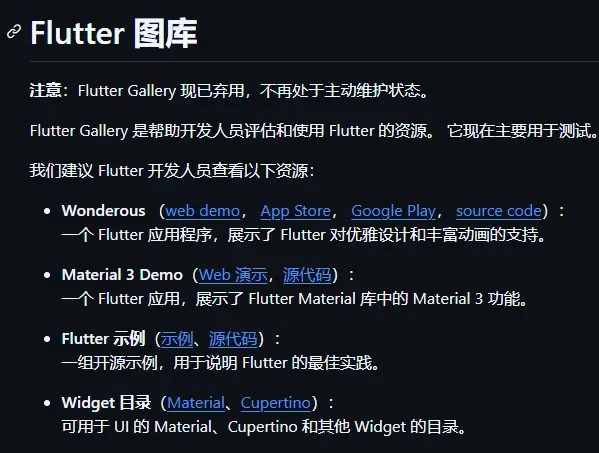 Flutter 图库
注意：Flutter Gallery 现已弃用，不再处于主动维护状态。
Flutter Gallery 是帮助开发人员评估和使用 Flutter 的资源。 它现在主要用于测试。
我们建议 Flutter 开发人员查看以下资源：
• Wonderous （web demo， App Store， Google Play， source code）：
一个 Flutter 应用程序，展示了 Flutter 对优雅设计和丰富动画的支持。
• Material 3 Demo（Web 演示，源代码）：
一个 Flutter 应用，展示了 Flutter Material 库中的 Material 3 功能。
• Flutter 示例（示例、源代码）：
一组开源示例，用于说明 Flutter 的最佳实践。
• Widget 目录（Material、Cupertino）：
可用于 UI 的 Material、Cupertino 和其他 Widget 的目录。